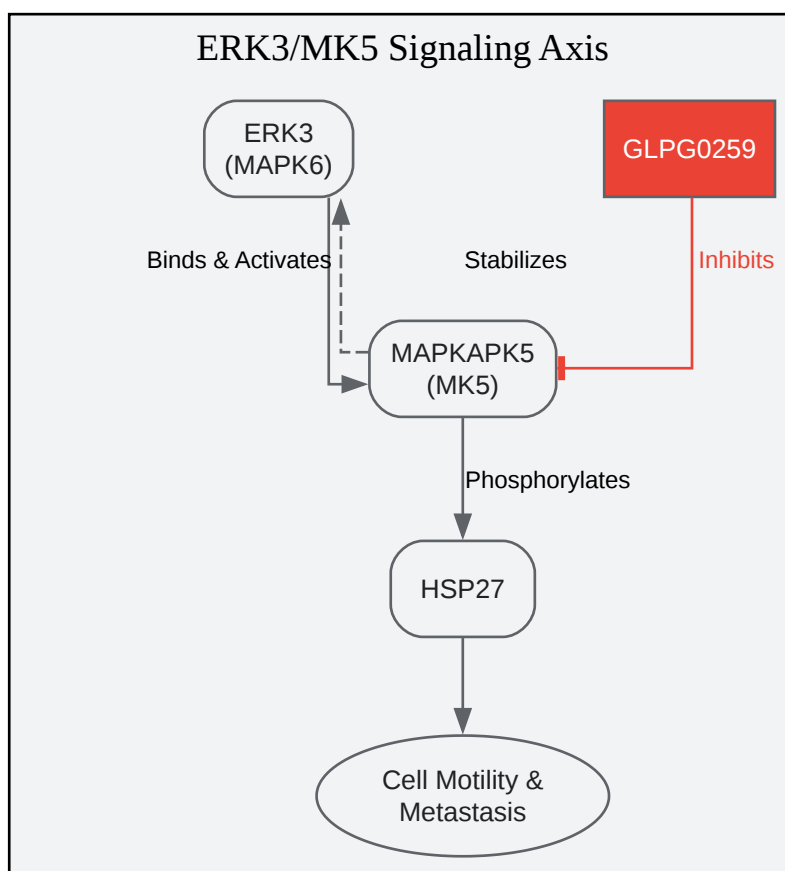 ERK3/MK5 Signaling Axis
ERK3
(MAPK6)
GLPG0259
Binds & Activates
Stabilizes
Inhibits
MAPKAPK5
(MK5)
Phosphorylates
HSP27
Cell Motility &
Metastasis